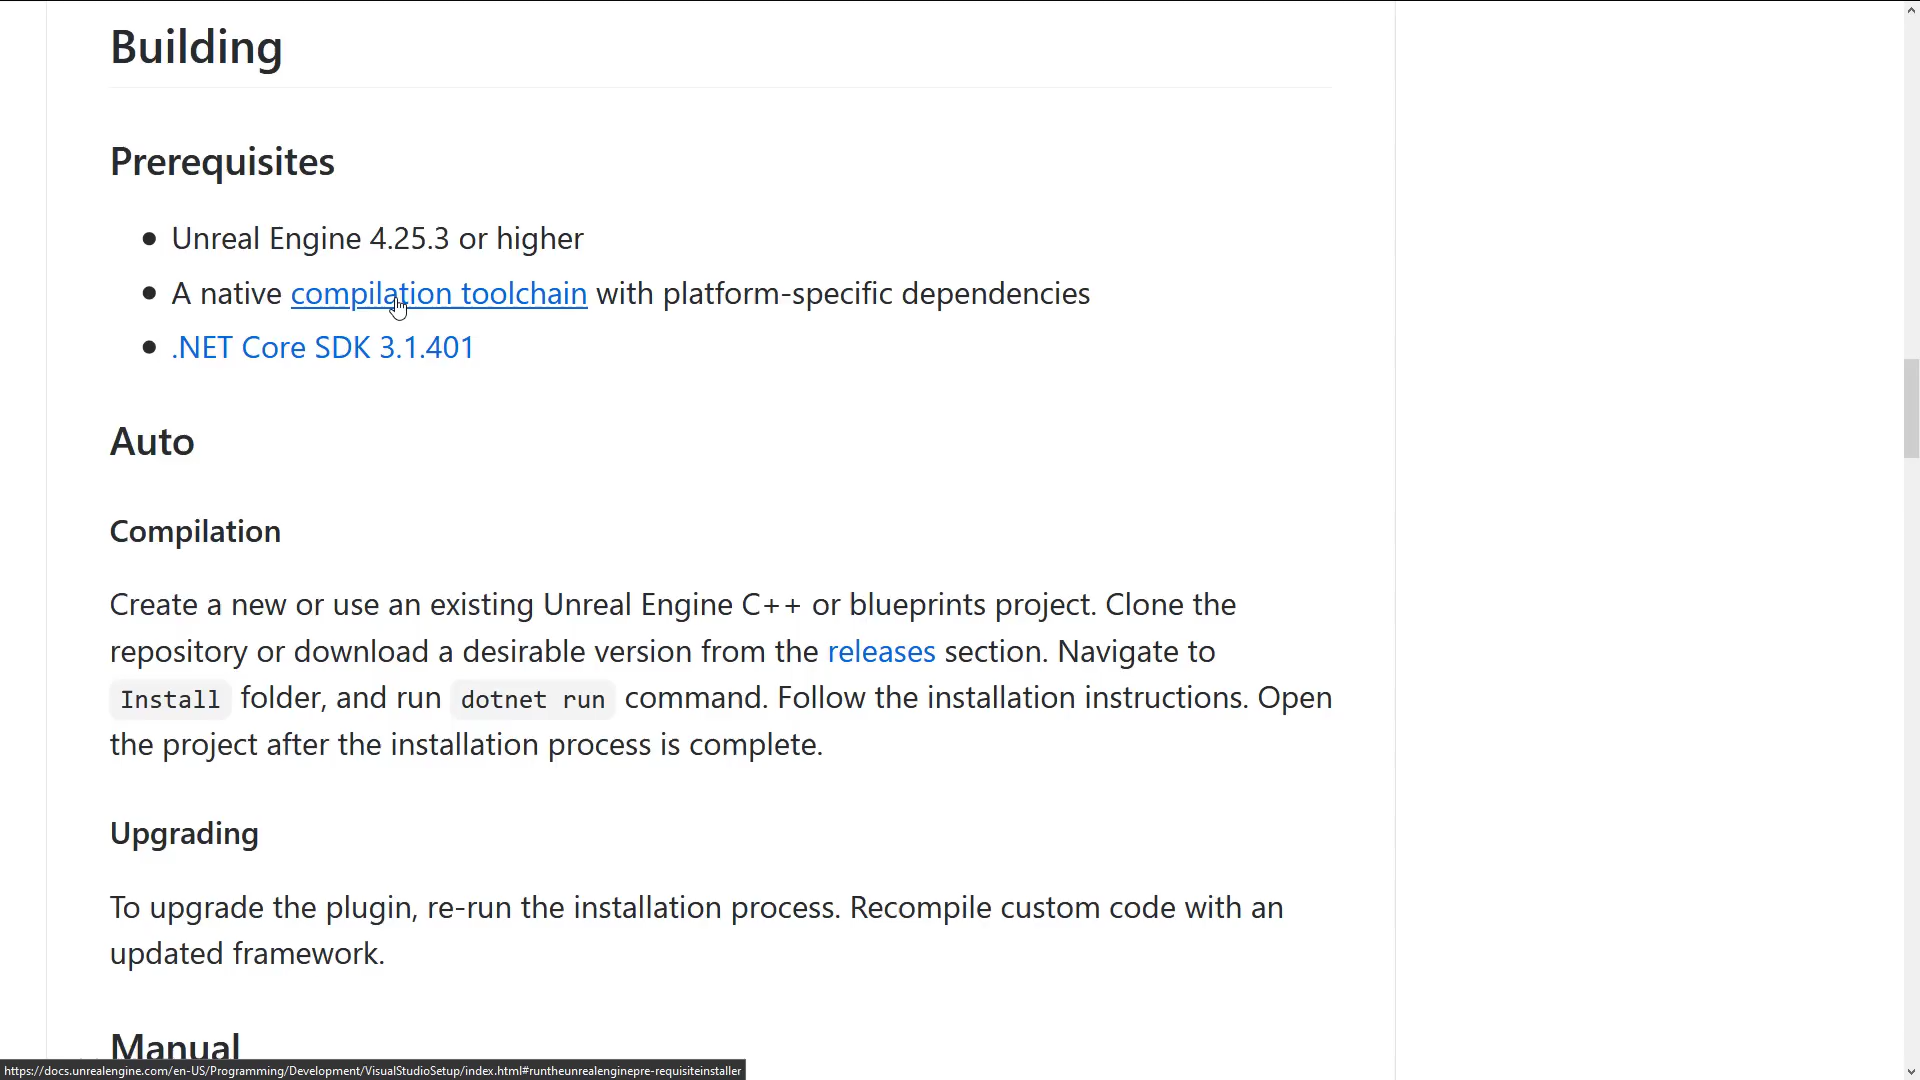 Building
Prerequisites
Unreal Engine 4.25.3 or higher
A native compilation toolchain with platform-specific dependencies
.NET Core SDK 3.1.401
Auto
Compilation
Create a new or use an existing Unreal Engine C++ or blueprints project. Clone the
repository or download a desirable version from the releases section. Navigate to
Install folder, and run dotnet run command. Follow the installation instructions. Open
the project after the installation process is complete.
Upgrading
To upgrade the plugin, re-run the installation process. Recompile custom code with an
updated framework.
Manual
https://docs.unrealengine.com/en-US/Programming/Development/VisualStudioSetup/index.html#runtheunrealenginepre-requisiteinstaller